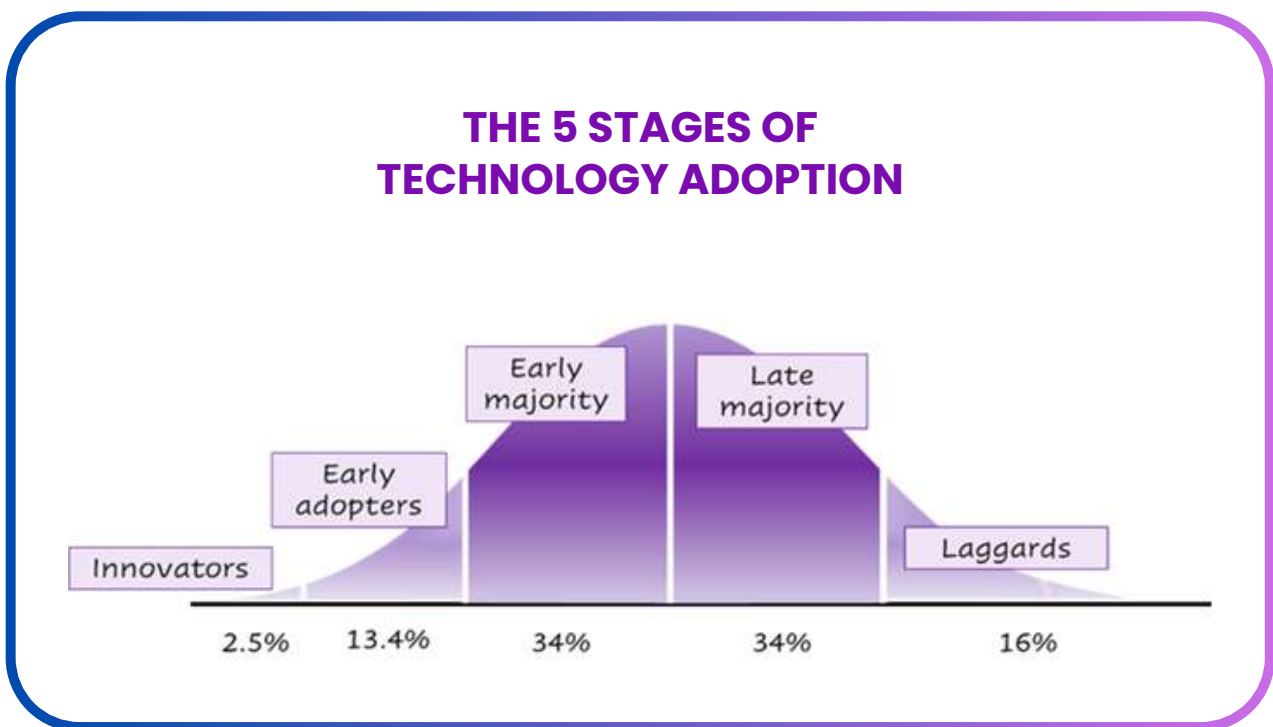 THE 5 STAGES OF
TECHNOLOGY ADOPTION
Early
majority
Late
majority
Early
adopters
Innovators
Laggards
2.5% 13.4% 34% 34% 16%